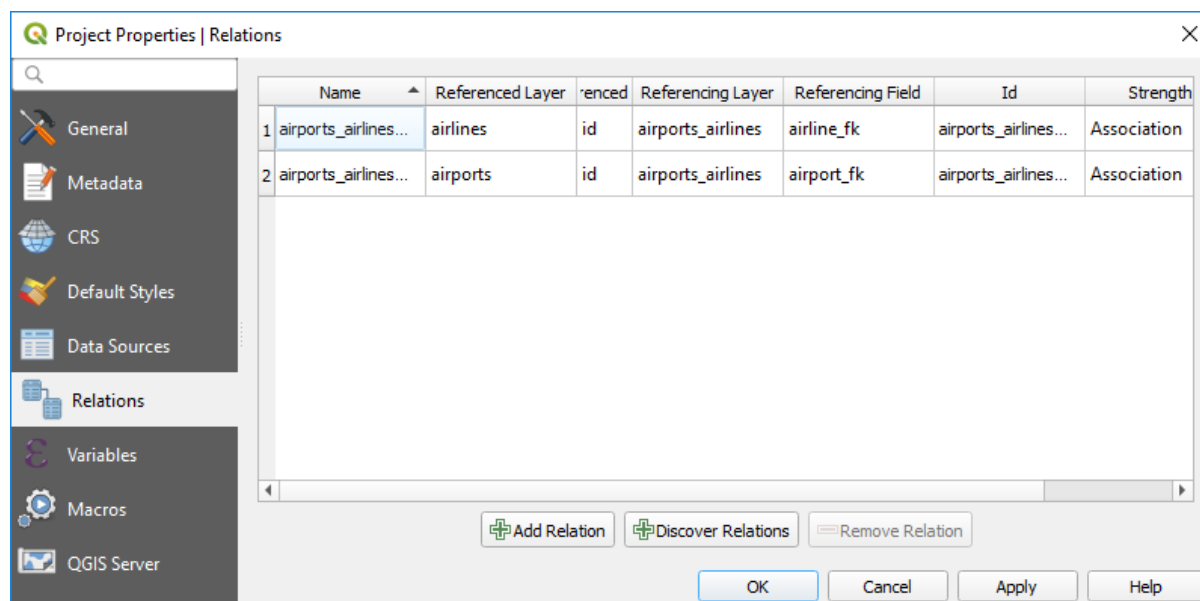 Project Properties | Relations
General
Metadata
CRS
Default Styles
Data Sources
Relations
Variables
Macros
QGIS Server
Name Referenced Layer renced Referencing Layer Referencing Field Id Strength
1 airports_airlines... airlines id airports_airlines airline_fk airports_airlines... Association
2 airports_airlines... airports id airports_airlines airport_fk airports_airlines... Association
Add Relation Discover Relations Remove Relation
OK Cancel Apply Help